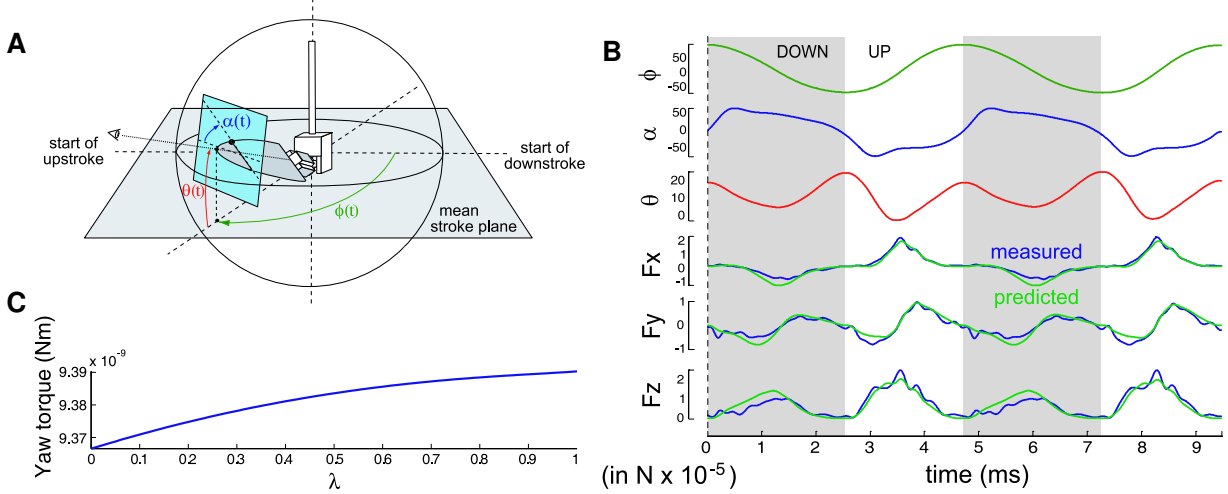 A
α(t)
start of
upstroke
start of
downstroke
θ(t)
ϕ(t)
mean
stroke plane
B
DOWN UP
ϕ
50
0
-50
α
50
0
-50
θ
20
10
0
Fx
2
1
0
-1
measured
predicted
Fy
1
0
-1
Fz
2
1
0
0 1 2 3 4 5 6 7 8 9
(in N x 10⁻⁵) time (ms)
C
Yaw torque (Nm)
x 10⁻⁹
9.39
9.38
9.37
0 0.1 0.2 0.3 0.4 0.5 0.6 0.7 0.8 0.9 1
λ